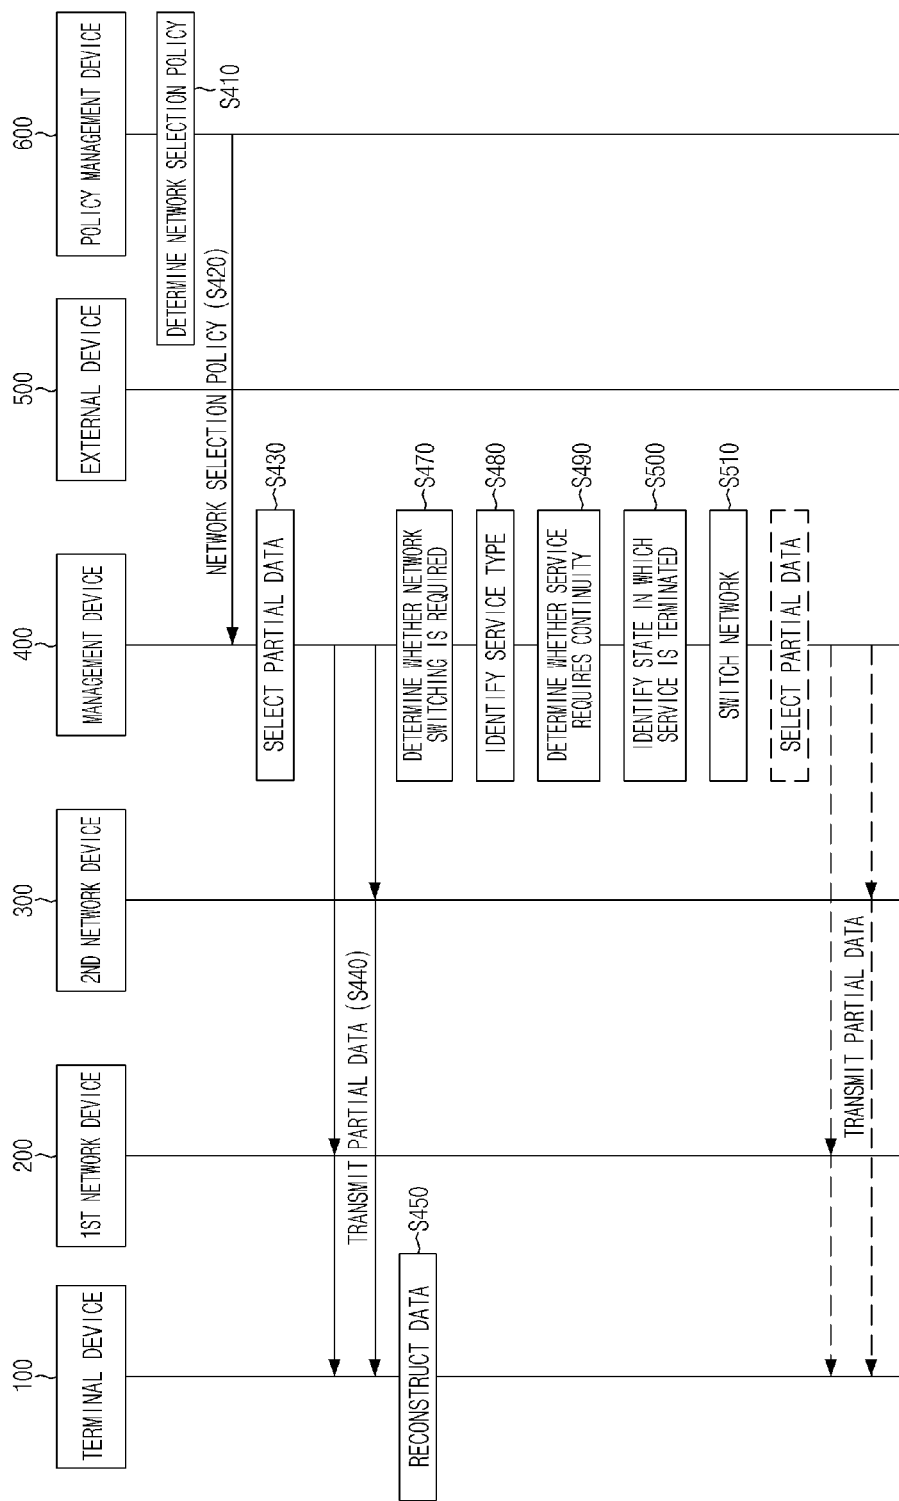 100
TERMINAL DEVICE
200
1ST NETWORK DEVICE
300
2ND NETWORK DEVICE
400
MANAGEMENT DEVICE
500
EXTERNAL DEVICE
600
POLICY MANAGEMENT DEVICE
DETERMINE NETWORK SELECTION POLICY
S410
NETWORK SELECTION POLICY (S420)
SELECT PARTIAL DATA
S430
TRANSMIT PARTIAL DATA (S440)
RECONSTRUCT DATA
S450
DETERMINE WHETHER NETWORK
SWITCHING IS REQUIRED
S470
IDENTIFY SERVICE TYPE
S480
DETERMINE WHETHER SERVICE
REQUIRES CONTINUITY
S490
IDENTIFY STATE IN WHICH
SERVICE IS TERMINATED
S500
SWITCH NETWORK
S510
SELECT PARTIAL DATA
TRANSMIT PARTIAL DATA